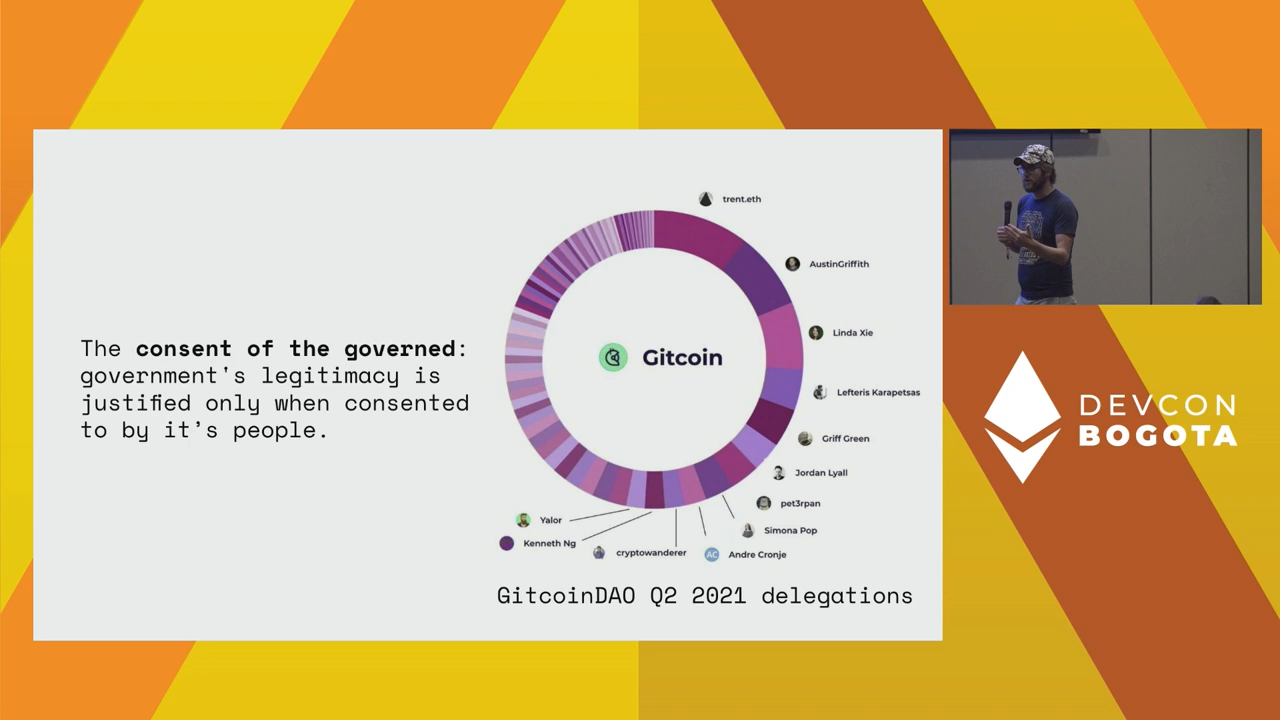 The consent of the governed:
government's legitimacy is
justified only when consented
to by it's people.
trent.eth
AustinGriffith
Linda Xie
Lefteris Karapetsas
Griff Green
Jordan Lyall
pet3rpan
Simona Pop
AC Andre Cronje
cryptowanderer
Kenneth Ng
Yalor
Gitcoin
GitcoinDAO Q2 2021 delegations
DEVCON
BOGOTA